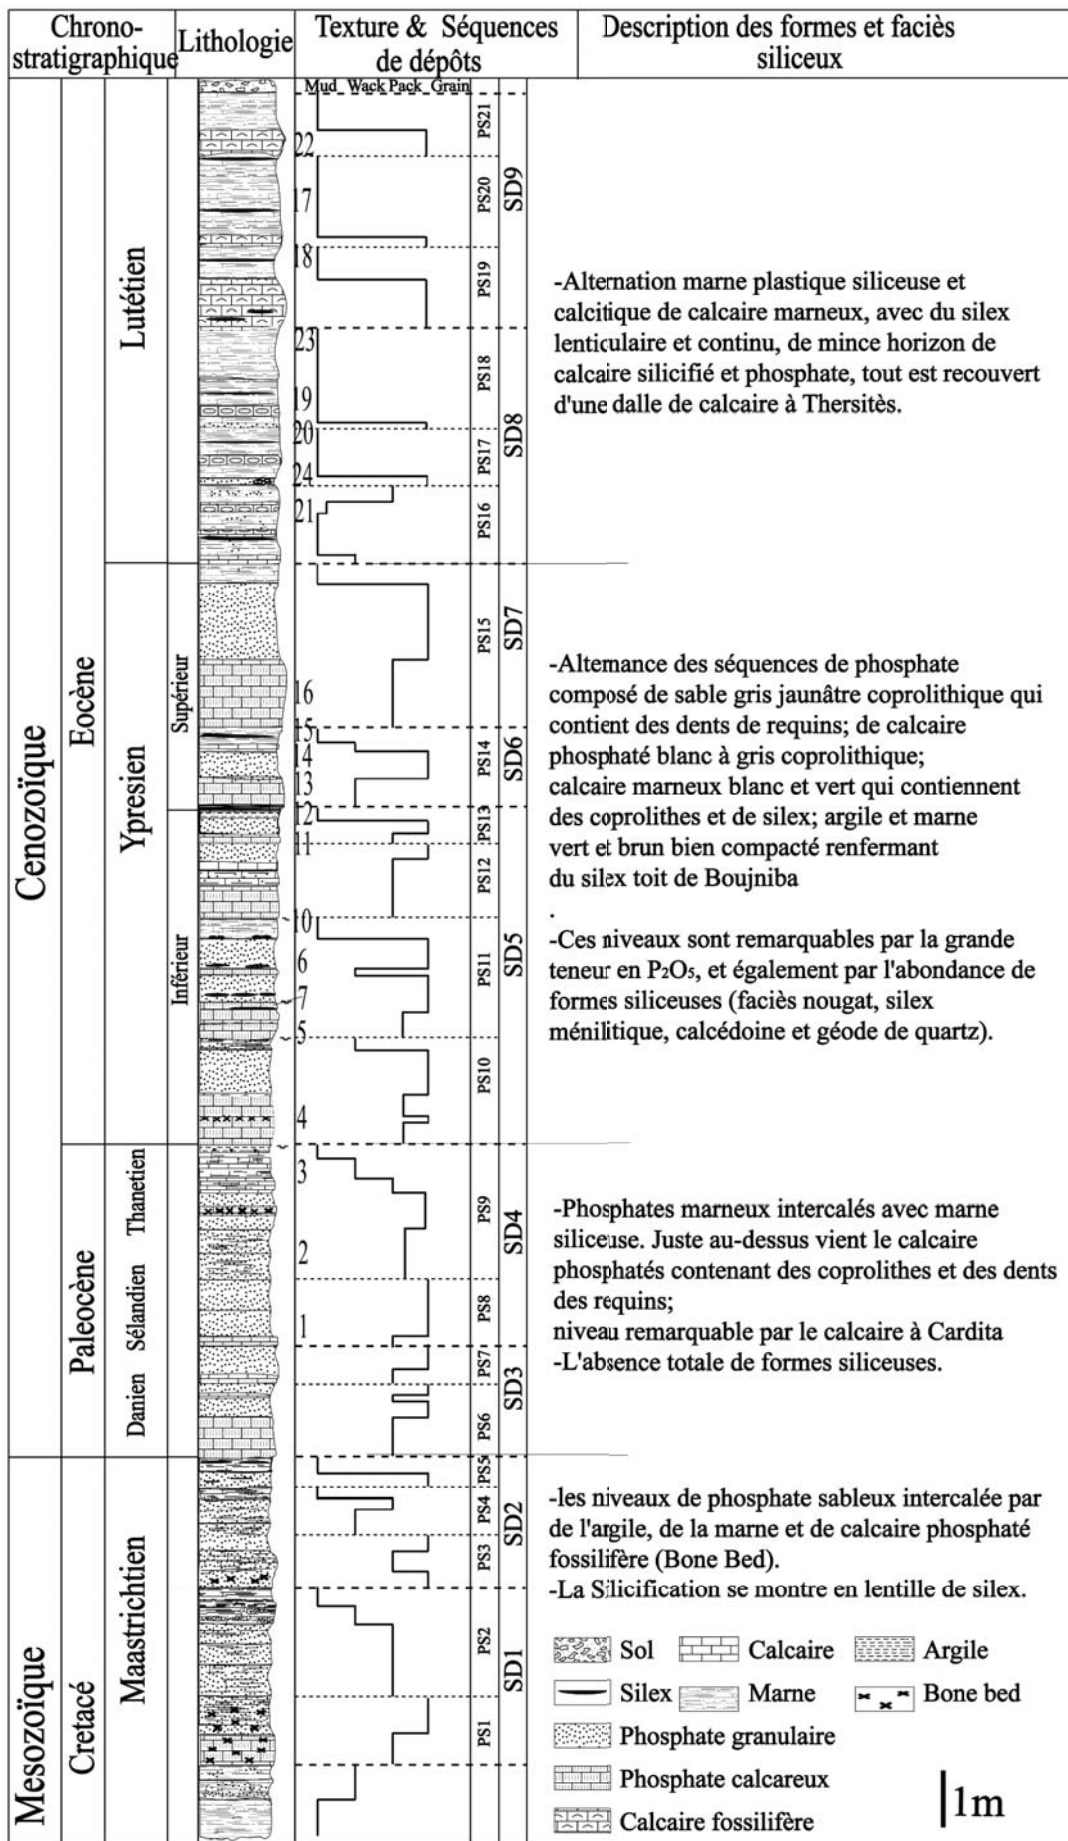 Chrono-
stratigraphique
Lithologie
Texture & Séquences
de dépôts
Description des formes et faciès
siliceux
Mud Wack Pack Grain
Cenozoïque
Mesozoïque
Eocène
Paleocène
Cretacé
Lutétien
Ypresien
Supérieur
Inférieur
Thanetien
Sélandien
Danien
Maastrichtien
22
17
18
23
19
20
24
21
16
15
14
13
12
11
10
6
7
5
4
3
2
1
PS21
PS20
PS19
PS18
PS17
PS16
PS15
PS14
PS13
PS12
PS11
PS10
PS9
PS8
PS7
PS6
PS5
PS4
PS3
PS2
PS1
SD9
SD8
SD7
SD6
SD5
SD4
SD3
SD2
SD1
-Alternation marne plastique siliceuse et
calcitique de calcaire marneux, avec du silex
lenticulaire et continu, de mince horizon de
calcaire silicifié et phosphate, tout est recouvert
d'une dalle de calcaire à Thersitès.
-Alternance des séquences de phosphate
composé de sable gris jaunâtre coprolithique qui
contient des dents de requins; de calcaire
phosphaté blanc à gris coprolithique;
calcaire marneux blanc et vert qui contiennent
des coprolithes et de silex; argile et marne
vert et brun bien compacté renfermant
du silex toit de Boujniba
.
-Ces niveaux sont remarquables par la grande
teneur en P₂O₅, et également par l'abondance de
formes siliceuses (faciès nougat, silex
ménilitique, calcédoine et géode de quartz).
-Phosphates marneux intercalés avec marne
siliceuse. Juste au-dessus vient le calcaire
phosphatés contenant des coprolithes et des dents
des requins;
niveau remarquable par le calcaire à Cardita
-L'absence totale de formes siliceuses.
-les niveaux de phosphate sableux intercalée par
de l'argile, de la marne et de calcaire phosphaté
fossilifère (Bone Bed).
-La Silicification se montre en lentille de silex.
Sol Calcaire Argile
Silex Marne Bone bed
Phosphate granulaire
Phosphate calcareux
Calcaire fossilifère
1m